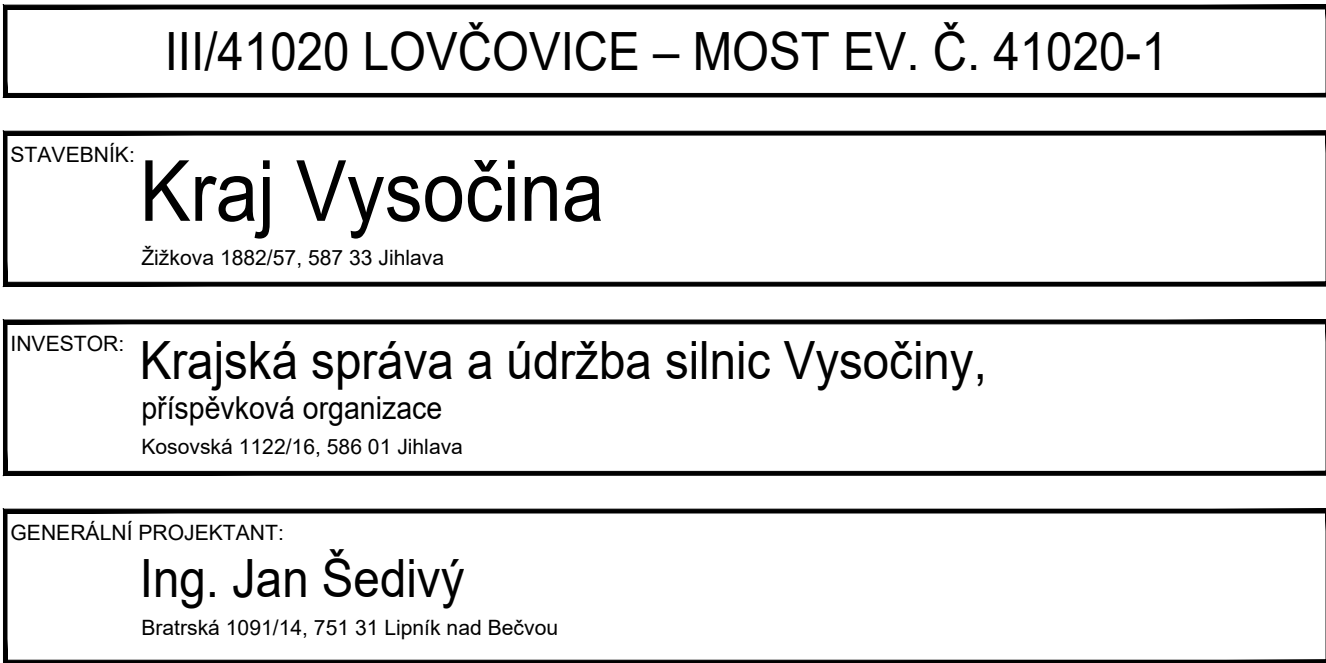 III/41020 LOVČOVICE – MOST EV. Č. 41020-1
STAVEBNÍK:
Kraj Vysočina
Žižkova 1882/57, 587 33 Jihlava
INVESTOR:
Krajská správa a údržba silnic Vysočiny,
příspěvková organizace
Kosovská 1122/16, 586 01 Jihlava
GENERÁLNÍ PROJEKTANT:
Ing. Jan Šedivý
Bratrská 1091/14, 751 31 Lipník nad Bečvou